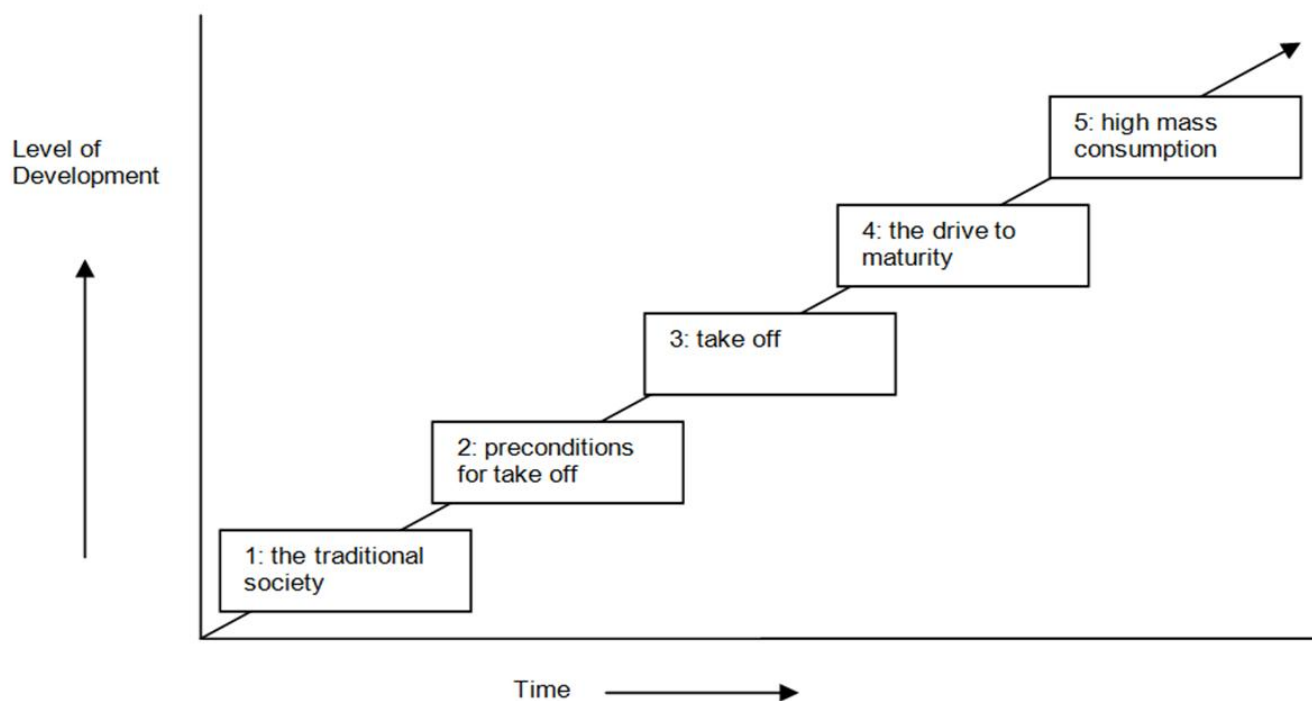 Level of
Development
5: high mass
consumption
4: the drive to
maturity
3: take off
2: preconditions
for take off
1: the traditional
society
Time